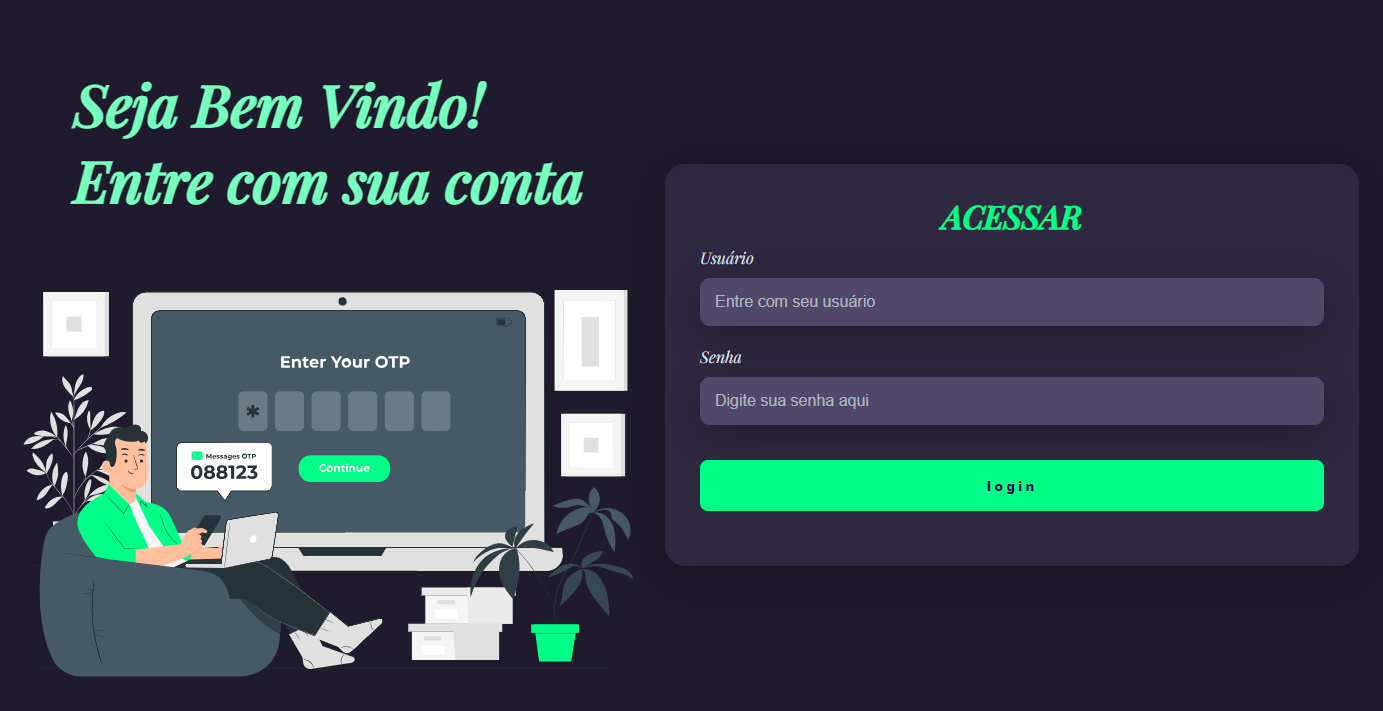 Seja Bem Vindo!
Entre com sua conta
Enter Your OTP
*
Messages OTP
088123
Continue
ACESSAR
Usuário
Entre com seu usuário
Senha
Digite sua senha aqui
login